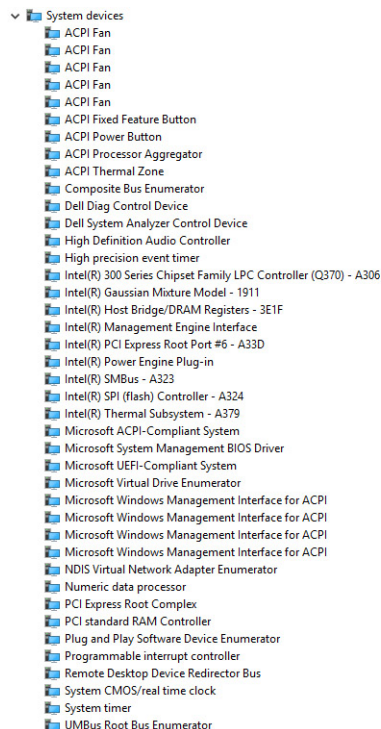 System devices
ACPI Fan
ACPI Fan
ACPI Fan
ACPI Fan
ACPI Fan
ACPI Fixed Feature Button
ACPI Power Button
ACPI Processor Aggregator
ACPI Thermal Zone
Composite Bus Enumerator
Dell Diag Control Device
Dell System Analyzer Control Device
High Definition Audio Controller
High precision event timer
Intel(R) 300 Series Chipset Family LPC Controller (Q370) - A306
Intel(R) Gaussian Mixture Model - 1911
Intel(R) Host Bridge/DRAM Registers - 3E1F
Intel(R) Management Engine Interface
Intel(R) PCI Express Root Port #6 - A33D
Intel(R) Power Engine Plug-in
Intel(R) SMBus - A323
Intel(R) SPI (flash) Controller - A324
Intel(R) Thermal Subsystem - A379
Microsoft ACPI-Compliant System
Microsoft System Management BIOS Driver
Microsoft UEFI-Compliant System
Microsoft Virtual Drive Enumerator
Microsoft Windows Management Interface for ACPI
Microsoft Windows Management Interface for ACPI
Microsoft Windows Management Interface for ACPI
Microsoft Windows Management Interface for ACPI
NDIS Virtual Network Adapter Enumerator
Numeric data processor
PCI Express Root Complex
PCI standard RAM Controller
Plug and Play Software Device Enumerator
Programmable interrupt controller
Remote Desktop Device Redirector Bus
System CMOS/real time clock
System timer
UMBus Root Bus Enumerator